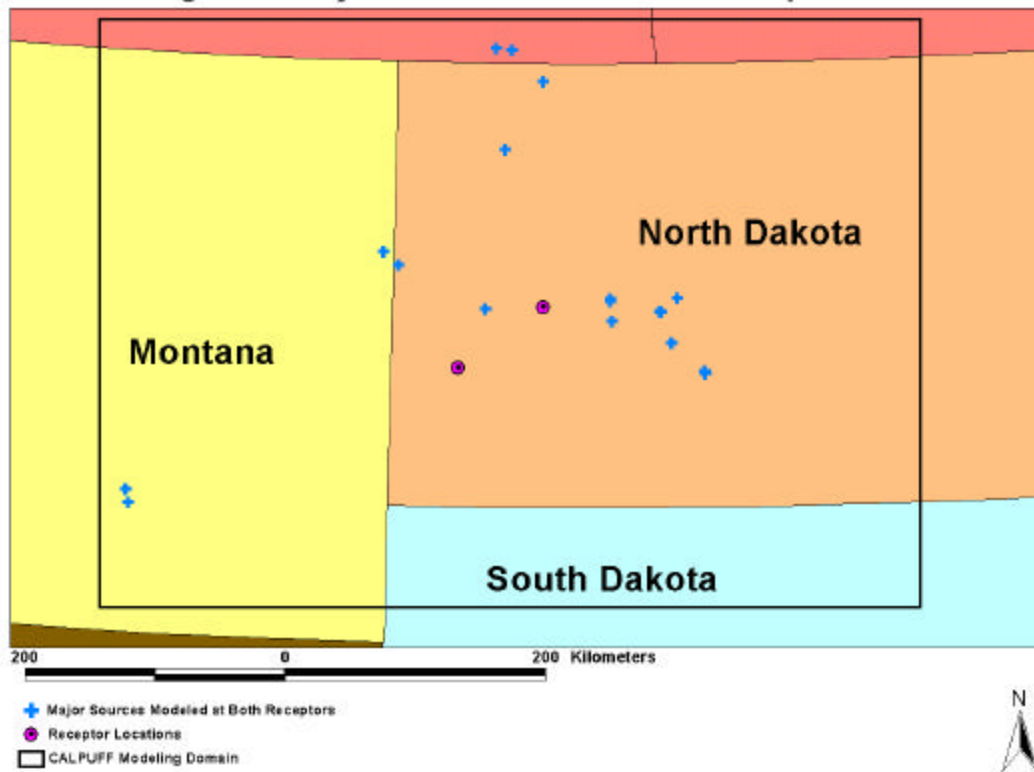 North Dakota
Montana
South Dakota
200 0 200 Kilometers
Major Sources Modeled at Both Receptors
Receptor Locations
CALPUFF Modeling Domain
N